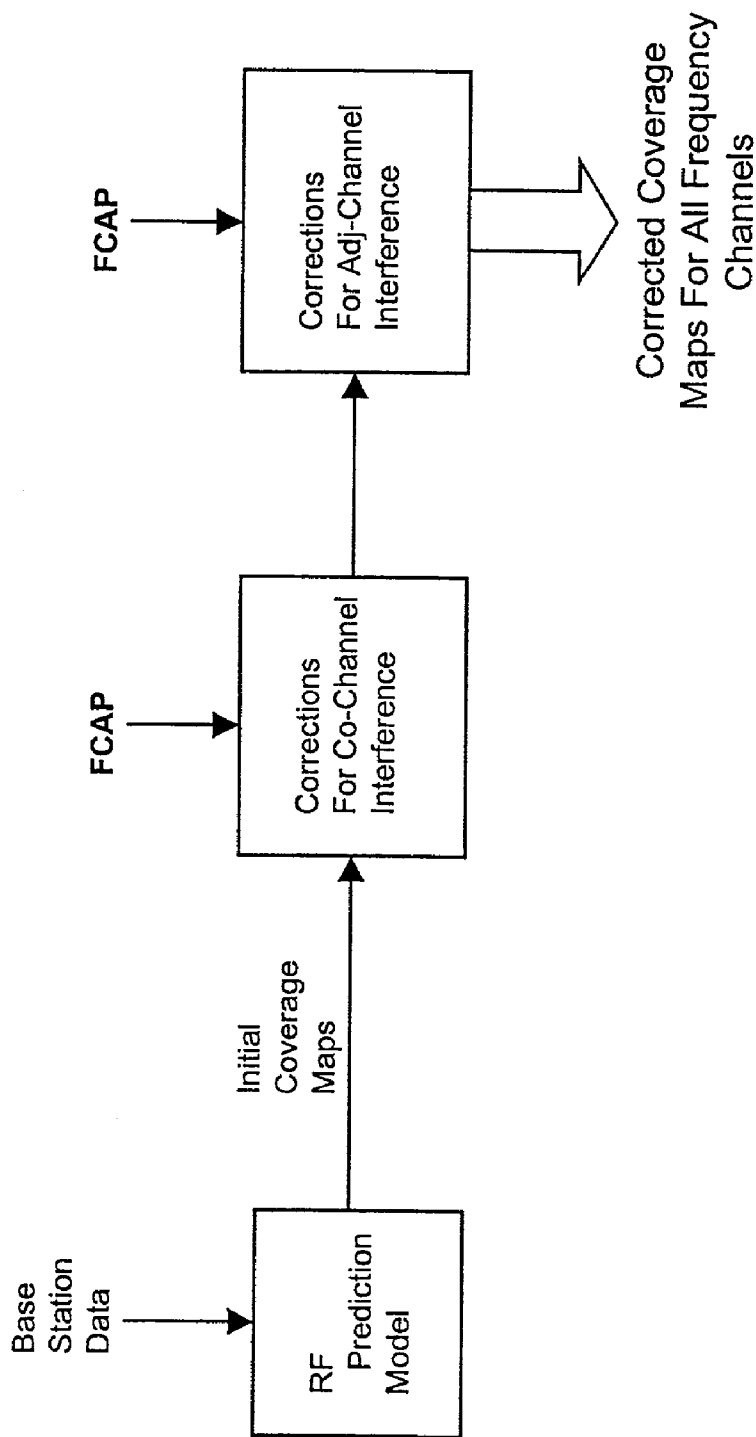 Base
Station
Data
RF
Prediction
Model
Initial
Coverage
Maps
FCAP
Corrections
For Co-Channel
Interference
FCAP
Corrections
For Adj-Channel
Interference
Corrected Coverage
Maps For All Frequency
Channels